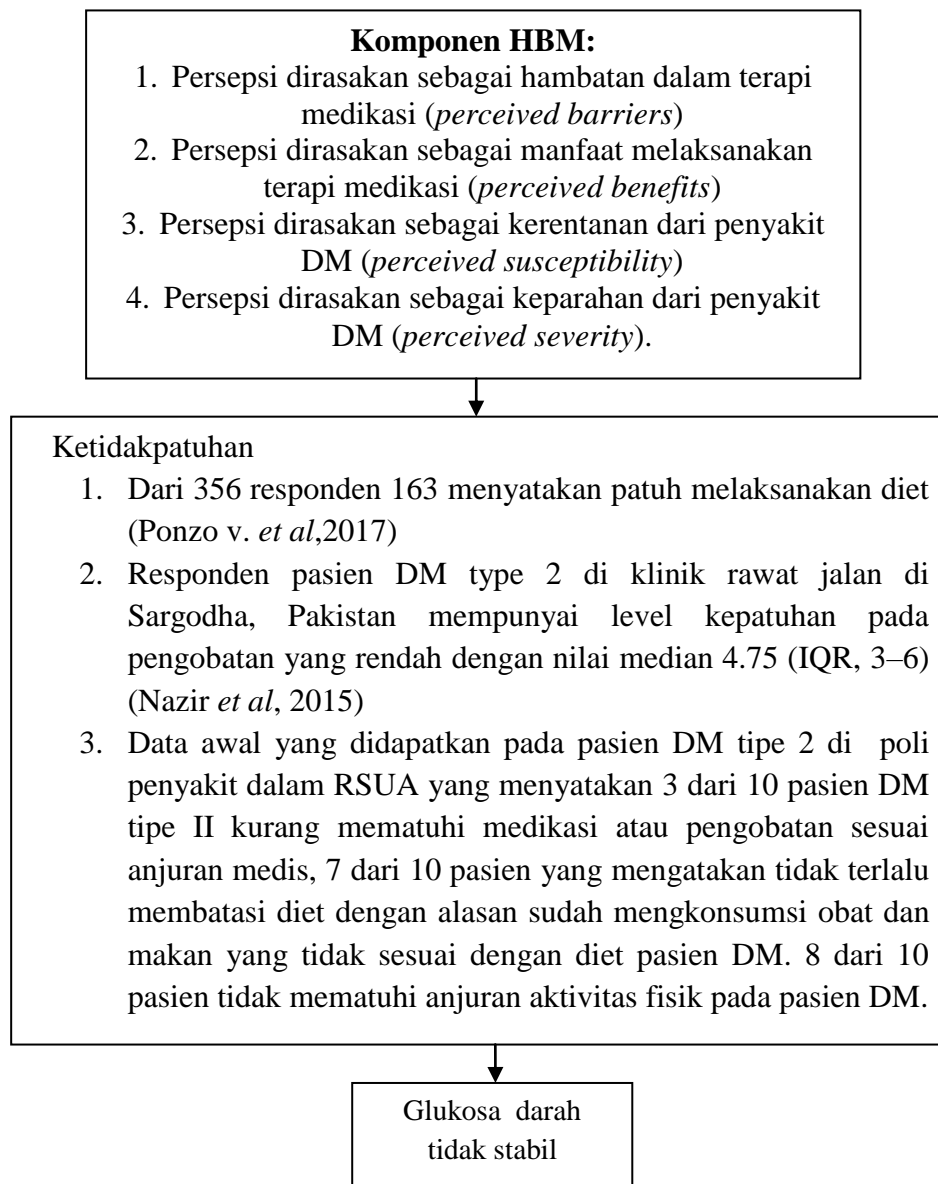 Komponen HBM:
1. Persepsi dirasakan sebagai hambatan dalam terapi
medikasi (perceived barriers)
2. Persepsi dirasakan sebagai manfaat melaksanakan
terapi medikasi (perceived benefits)
3. Persepsi dirasakan sebagai kerentanan dari penyakit
DM (perceived susceptibility)
4. Persepsi dirasakan sebagai keparahan dari penyakit
DM (perceived severity).
Ketidakpatuhan
1. Dari 356 responden 163 menyatakan patuh melaksanakan diet
(Ponzo v. et al,2017)
2. Responden pasien DM type 2 di klinik rawat jalan di
Sargodha, Pakistan mempunyai level kepatuhan pada
pengobatan yang rendah dengan nilai median 4.75 (IQR, 3–6)
(Nazir et al, 2015)
3. Data awal yang didapatkan pada pasien DM tipe 2 di poli
penyakit dalam RSUA yang menyatakan 3 dari 10 pasien DM
tipe II kurang mematuhi medikasi atau pengobatan sesuai
anjuran medis, 7 dari 10 pasien yang mengatakan tidak terlalu
membatasi diet dengan alasan sudah mengkonsumsi obat dan
makan yang tidak sesuai dengan diet pasien DM. 8 dari 10
pasien tidak mematuhi anjuran aktivitas fisik pada pasien DM.
Glukosa darah
tidak stabil